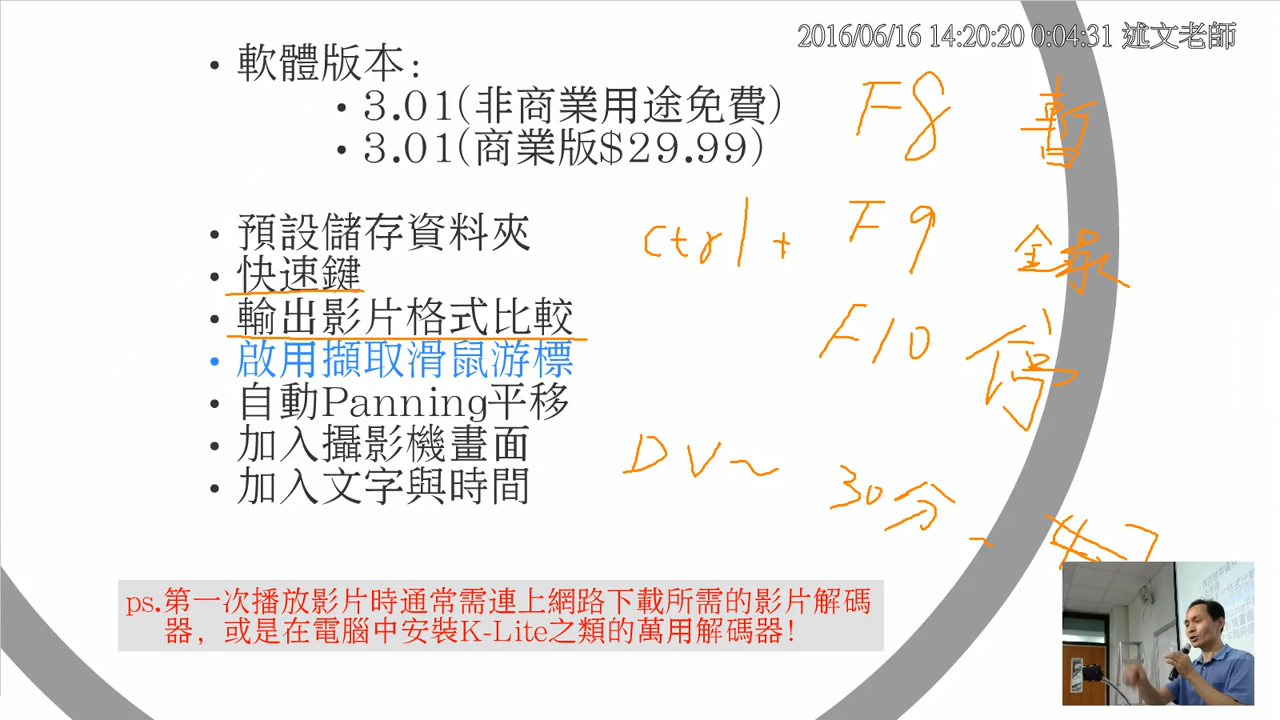 2016/06/16 14:20:20 0:04:31 述文老師
• 軟體版本:
• 3.01(非商業用途免費)
• 3.01(商業版$29.99)
F8 暫
• 預設儲存資料夾
ctrl + F9 錄
• 快速鍵
• 輸出影片格式比較
F10 停
• 啟用擷取滑鼠游標
• 自動Panning平移
• 加入攝影機畫面
DV~
• 加入文字與時間
30分
ps.第一次播放影片時通常需連上網路下載所需的影片解碼
器，或是在電腦中安裝K-Lite之類的萬用解碼器!